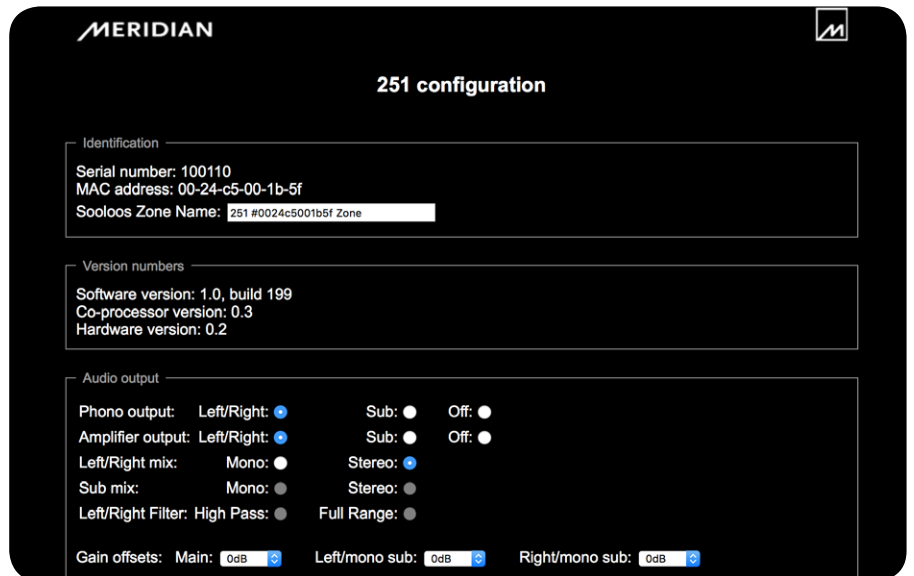 MERIDIAN
251 configuration
Identification
Serial number: 100110
MAC address: 00-24-c5-00-1b-5f
Sooloos Zone Name: 251 #0024c5001b5f Zone
Version numbers
Software version: 1.0, build 199
Co-processor version: 0.3
Hardware version: 0.2
Audio output
Phono output: Left/Right: Sub: Off:
Amplifier output: Left/Right: Sub: Off:
Left/Right mix: Mono: Stereo:
Sub mix: Mono: Stereo:
Left/Right Filter: High Pass: Full Range:
Gain offsets: Main: 0dB Left/mono sub: 0dB Right/mono sub: 0dB